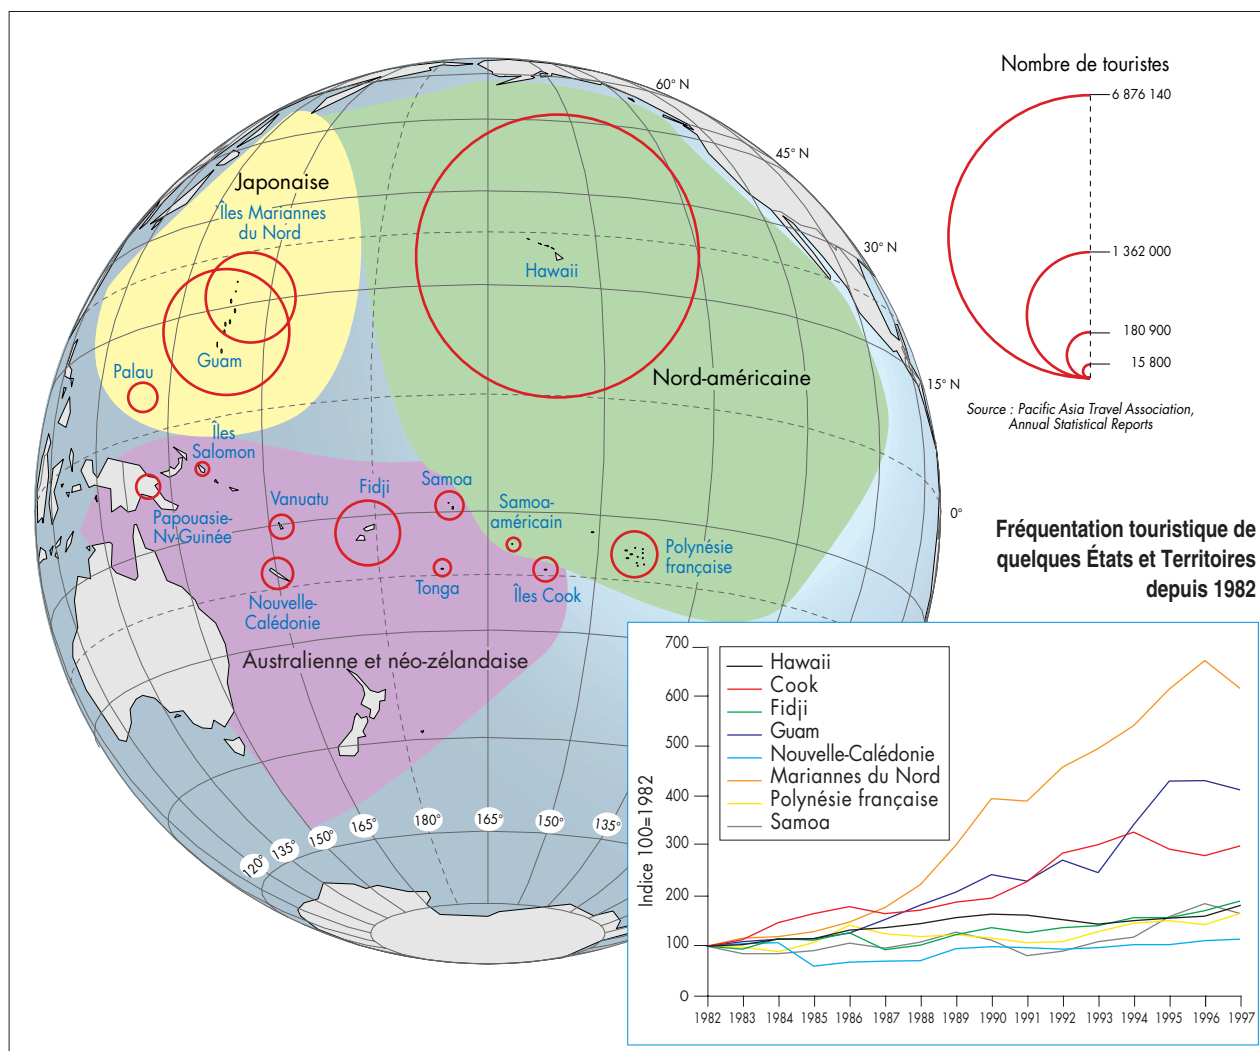 60° N
45° N
30° N
15° N
0°
Japonaise
Îles Mariannes
du Nord
Guam
Palau
Hawaii
Nord-américaine
Îles
Salomon
Papouasie-
Nv-Guinée
Vanuatu
Fidji
Samoa
Samoa-
américain
Polynésie
française
Nouvelle-
Calédonie
Tonga
Îles Cook
Australienne et néo-zélandaise
120°
135°
150°
165°
180°
165°
150°
135°
Nombre de touristes
6 876 140
1 362 000
180 900
15 800
Source : Pacific Asia Travel Association,
Annual Statistical Reports
Fréquentation touristique de
quelques États et Territoires
depuis 1982
Indice 100=1982
700
600
500
400
300
200
100
0
Hawaii
Cook
Fidji
Guam
Nouvelle-Calédonie
Mariannes du Nord
Polynésie française
Samoa
1982 1983 1984 1985 1986 1987 1988 1989 1990 1991 1992 1993 1994 1995 1996 1997